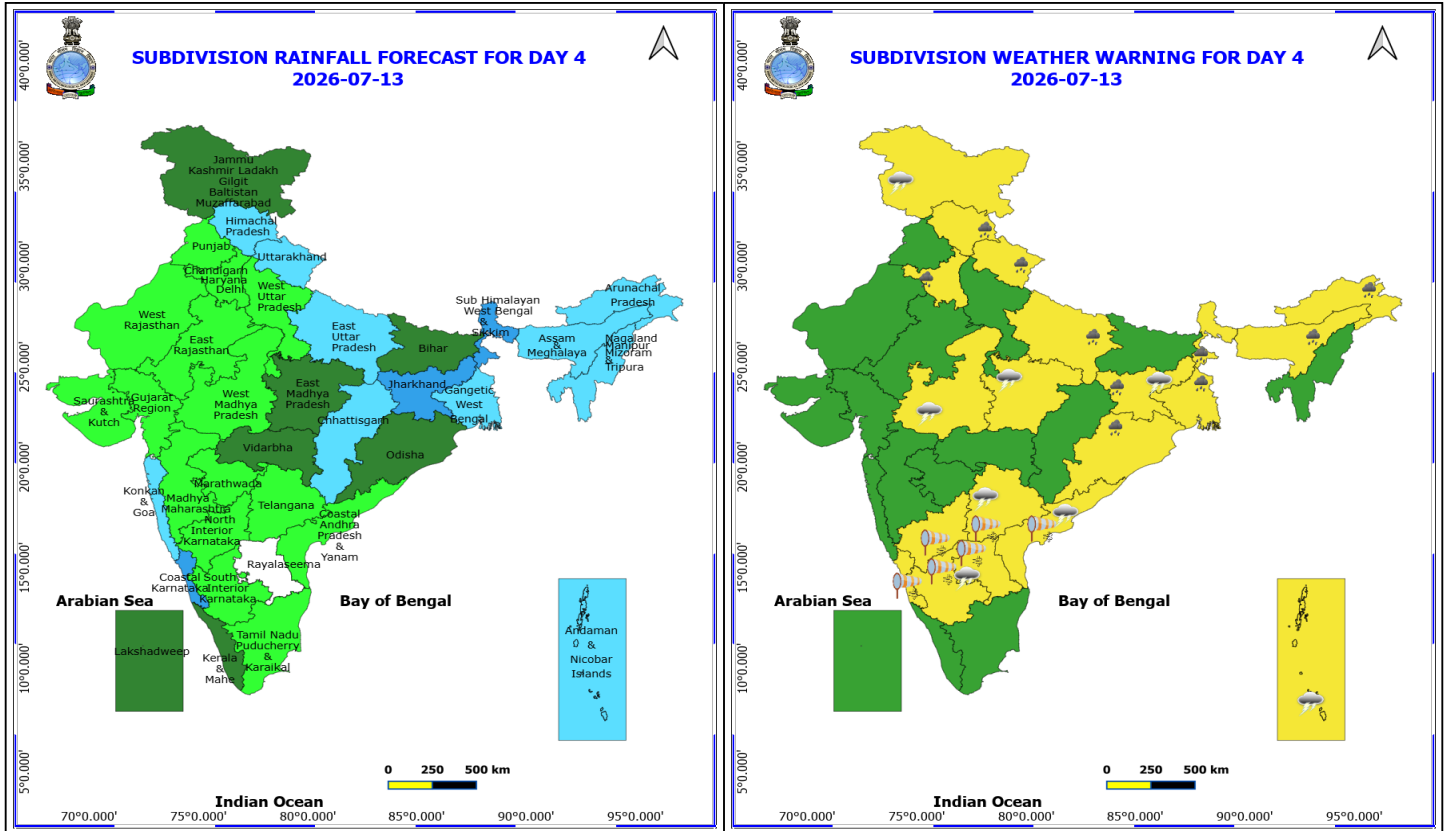 SUBDIVISION RAINFALL FORECAST FOR DAY 4
2026-07-13
40°0.000'
35°0.000'
30°0.000'
25°0.000'
20°0.000'
15°0.000'
10°0.000'
5°0.000'
Jammu
Kashmir Ladakh
Gilgit
Baltistan
Muzaffarabad
Himachal
Pradesh
Punjab
Uttarakhand
Chandigarh
Haryana
Delhi
West
Uttar
Pradesh
West
Rajasthan
East
Rajasthan
East
Uttar
Pradesh
Sub Himalayan
West Bengal
&
Sikkim
Arunachal
Pradesh
Assam
&
Meghalaya
Nagaland
Manipur
Mizoram
&
Tripura
Bihar
Jharkhand
Gangetic
West
Bengal
East
Madhya
Pradesh
West
Madhya
Pradesh
Gujarat
Region
Saurashtra
&
Kutch
Chhattisgarh
Vidarbha
Odisha
Konkan
&
Goa
Marathwada
Madhya
Maharashtra
North
Interior
Karnataka
Telangana
Coastal
Andhra
Pradesh
&
Yanam
Rayalaseema
Coastal
Karnataka
South
Interior
Karnataka
Arabian Sea
Bay of Bengal
Lakshadweep
Kerala
&
Mahe
Tamil Nadu
Puducherry
&
Karaikal
Andaman
&
Nicobar
Islands
0 250 500 km
Indian Ocean
70°0.000' 75°0.000' 80°0.000' 85°0.000' 90°0.000' 95°0.000'
SUBDIVISION WEATHER WARNING FOR DAY 4
2026-07-13
40°0.000'
35°0.000'
30°0.000'
25°0.000'
20°0.000'
15°0.000'
10°0.000'
5°0.000'
Arabian Sea
Bay of Bengal
0 250 500 km
Indian Ocean
70°0.000' 75°0.000' 80°0.000' 85°0.000' 90°0.000' 95°0.000'